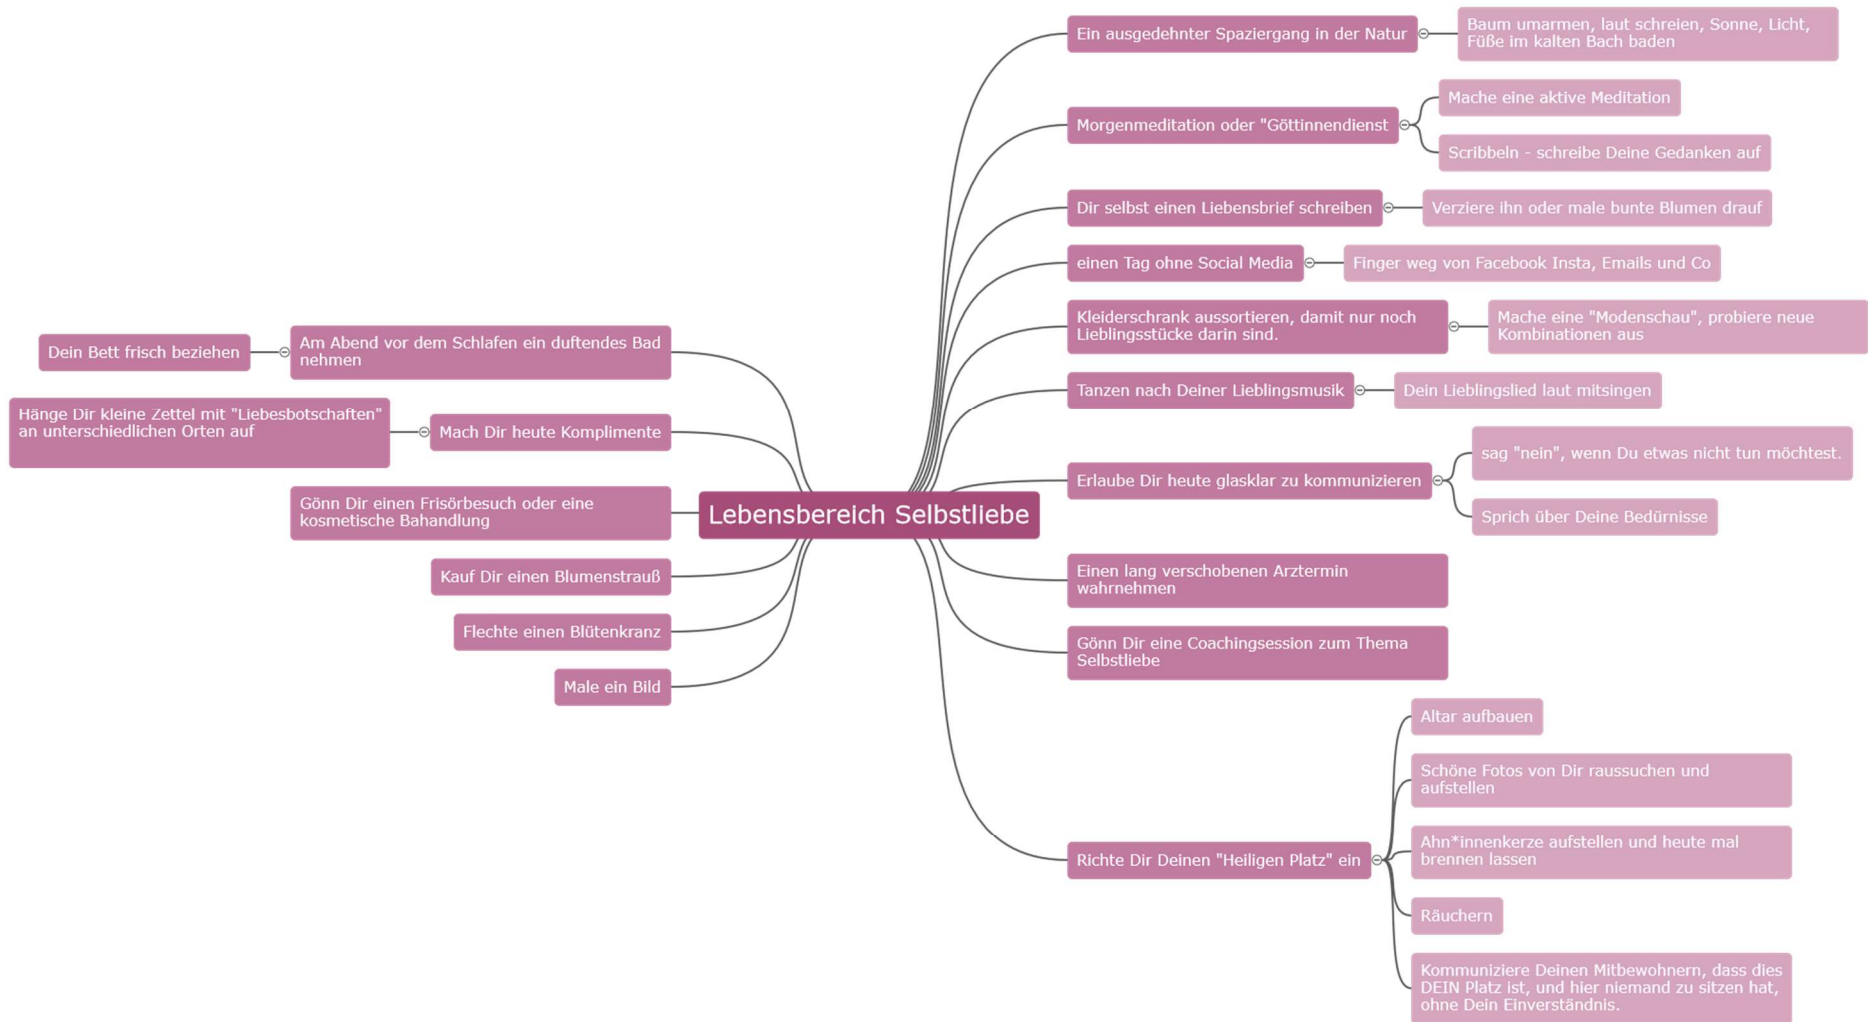 Lebensbereich Selbstliebe
Ein ausgedehnter Spaziergang in der Natur
Baum umarmen, laut schreien, Sonne, Licht,
Füße im kalten Bach baden
Morgenmeditation oder "Göttinnendienst
Mache eine aktive Meditation
Scribbeln - schreibe Deine Gedanken auf
Dir selbst einen Liebensbrief schreiben
Verziere ihn oder male bunte Blumen drauf
einen Tag ohne Social Media
Finger weg von Facebook Insta, Emails und Co
Kleiderschrank aussortieren, damit nur noch
Lieblingsstücke darin sind.
Mache eine "Modenschau", probiere neue
Kombinationen aus
Tanzen nach Deiner Lieblingsmusik
Dein Lieblingslied laut mitsingen
Erlaube Dir heute glasklar zu kommunizieren
sag "nein", wenn Du etwas nicht tun möchtest.
Sprich über Deine Bedürnisse
Einen lang verschobenen Arztermin
wahrnehmen
Gönn Dir eine Coachingsession zum Thema
Selbstliebe
Richte Dir Deinen "Heiligen Platz" ein
Altar aufbauen
Schöne Fotos von Dir raussuchen und
aufstellen
Ahn*innenkerze aufstellen und heute mal
brennen lassen
Räuchern
Kommuniziere Deinen Mitbewohnern, dass dies
DEIN Platz ist, und hier niemand zu sitzen hat,
ohne Dein Einverständnis.
Am Abend vor dem Schlafen ein duftendes Bad
nehmen
Dein Bett frisch beziehen
Mach Dir heute Komplimente
Hänge Dir kleine Zettel mit "Liebesbotschaften"
an unterschiedlichen Orten auf
Gönn Dir einen Frisörbesuch oder eine
kosmetische Bahandlung
Kauf Dir einen Blumenstrauß
Flechte einen Blütenkranz
Male ein Bild